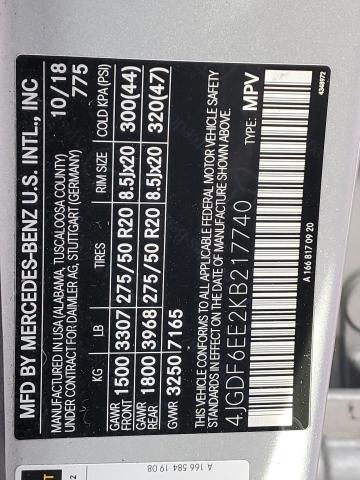 MFD BY MERCEDES-BENZ U.S. INTL., INC
MANUFACTURED IN USA (ALABAMA, TUSCALOOSA COUNTY) 10/18
UNDER CONTRACT FOR DAIMLER AG, STUTTGART (GERMANY) 775
KG LB TIRES RIM SIZE COLD KPA (PSI)
GAWR FRONT 1500 3307 275/50 R20 8.5Jx20 300(44)
GAWR REAR 1800 3968 275/50 R20 8.5Jx20 320(47)
GVWR 3250 7165
THIS VEHICLE CONFORMS TO ALL APPLICABLE FEDERAL MOTOR VEHICLE SAFETY
STANDARDS IN EFFECT ON THE DATE OF MANUFACTURE SHOWN ABOVE.
4JGDF6EE2KB217740 TYPE: MPV
A 166 817 09 20
4348972
A 166 584 19 08